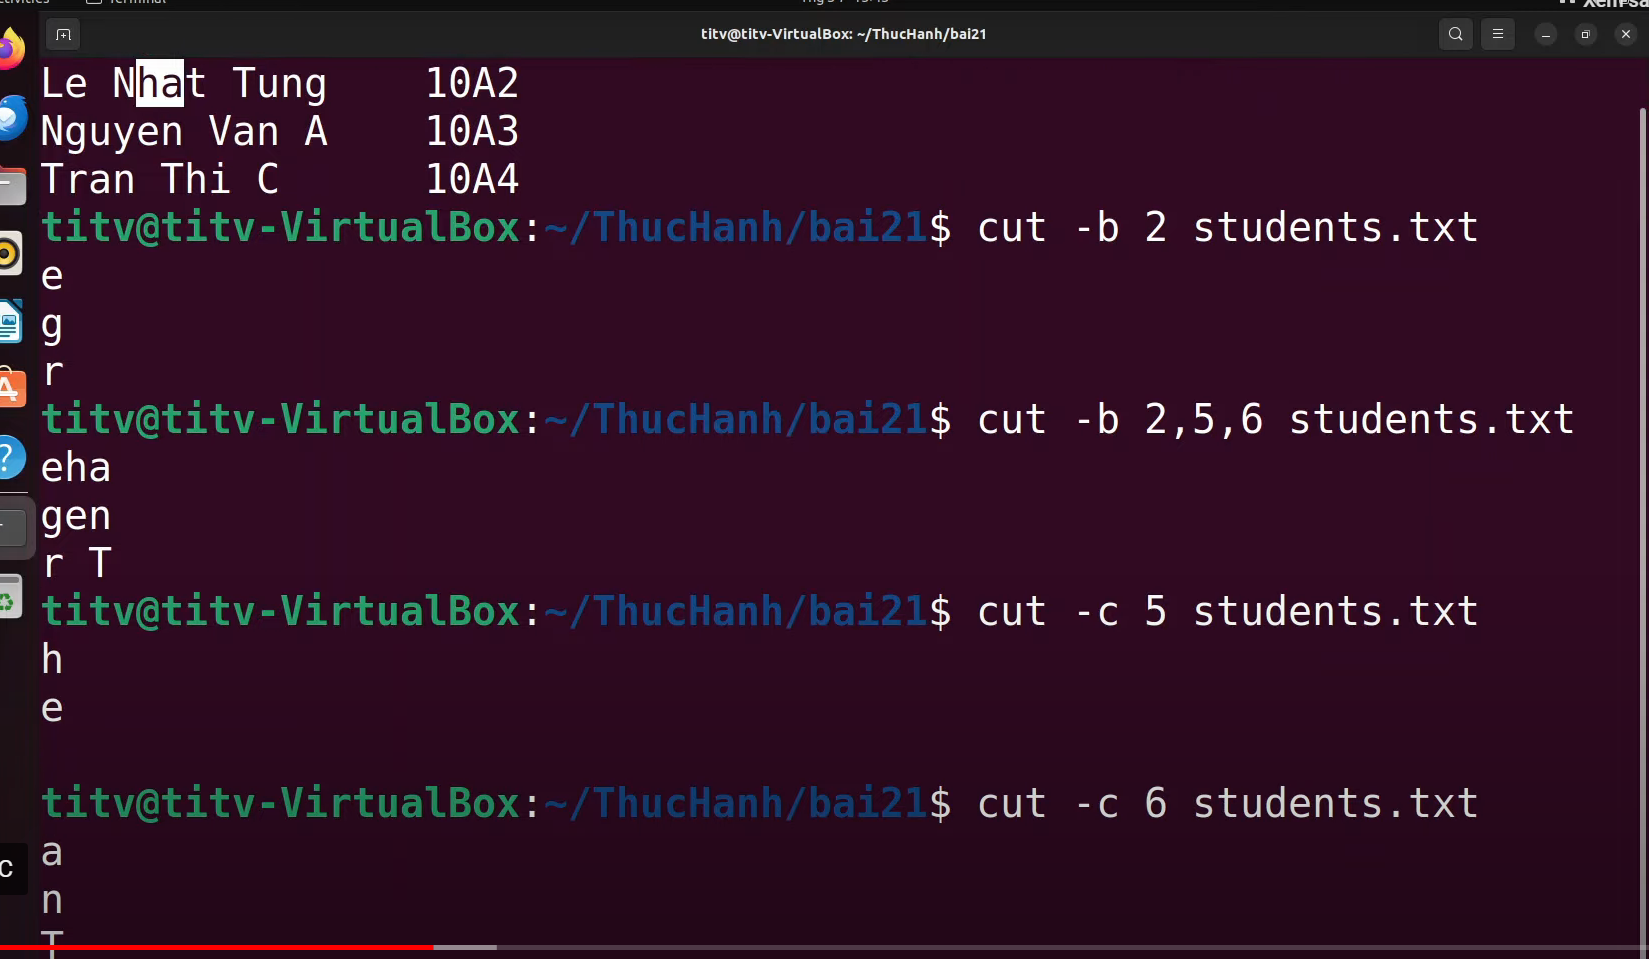 Terminal
titv@titv-VirtualBox: ~/ThucHanh/bai21
Le Nhat Tung    10A2
Nguyen Van A    10A3
Tran Thi C      10A4
titv@titv-VirtualBox:~/ThucHanh/bai21$ cut -b 2 students.txt
e
g
r
titv@titv-VirtualBox:~/ThucHanh/bai21$ cut -b 2,5,6 students.txt
eha
gen
r T
titv@titv-VirtualBox:~/ThucHanh/bai21$ cut -c 5 students.txt
h
e
titv@titv-VirtualBox:~/ThucHanh/bai21$ cut -c 6 students.txt
a
n
T